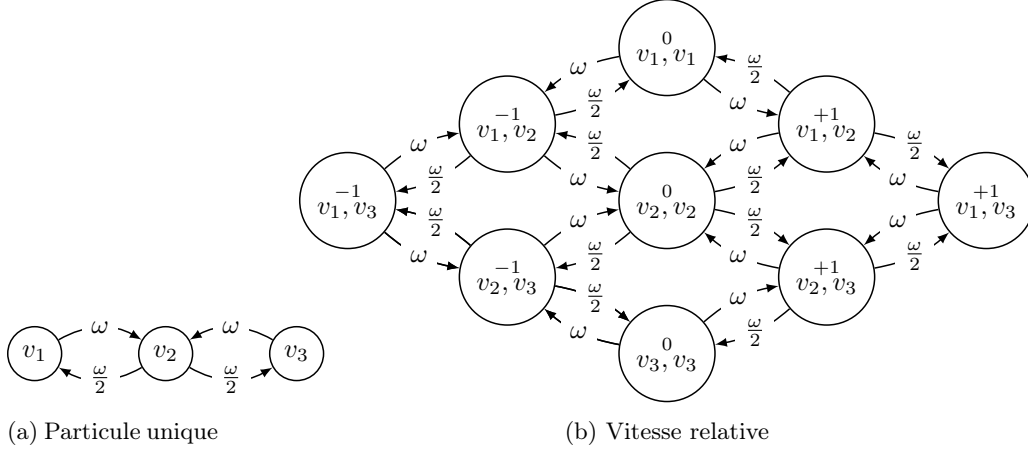 0
v₁, v₁
ω
ω/2
ω/2
ω
-1
v₁, v₂
+1
v₁, v₂
ω
ω/2
ω/2
ω
ω
ω/2
-1
v₁, v₃
0
v₂, v₂
+1
v₁, v₃
ω/2
ω
ω
ω/2
ω/2
ω
ω
ω/2
ω
ω/2
-1
v₂, v₃
+1
v₂, v₃
ω/2
ω
ω
ω/2
0
v₃, v₃
ω
ω
v₁
v₂
v₃
ω/2
ω/2
(a) Particule unique
(b) Vitesse relative